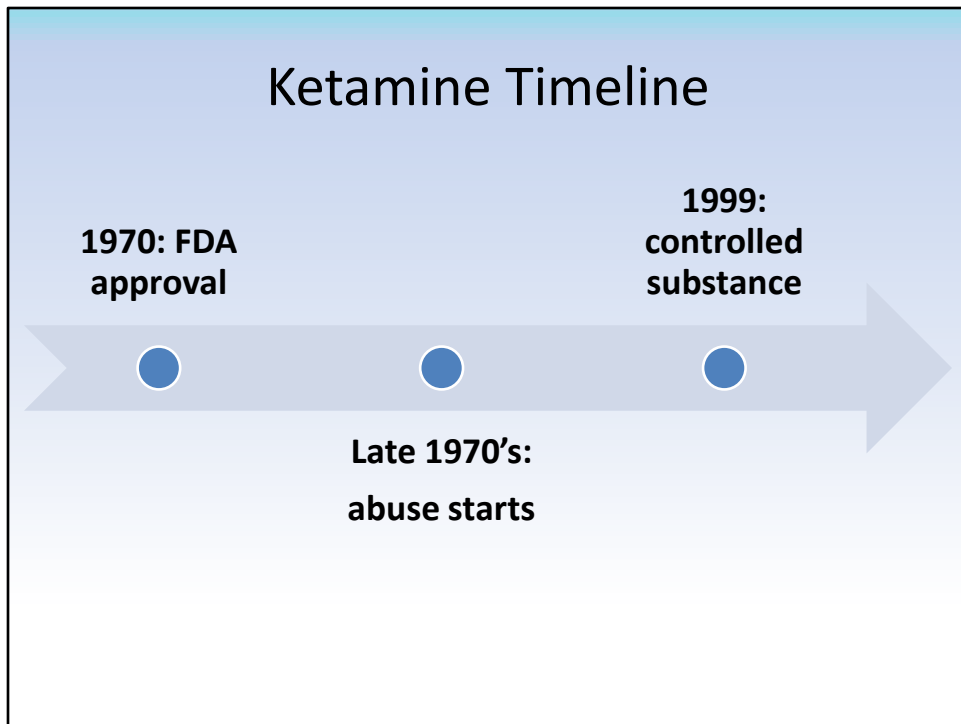 Ketamine Timeline
1970: FDA
approval
Late 1970’s:
abuse starts
1999:
controlled
substance